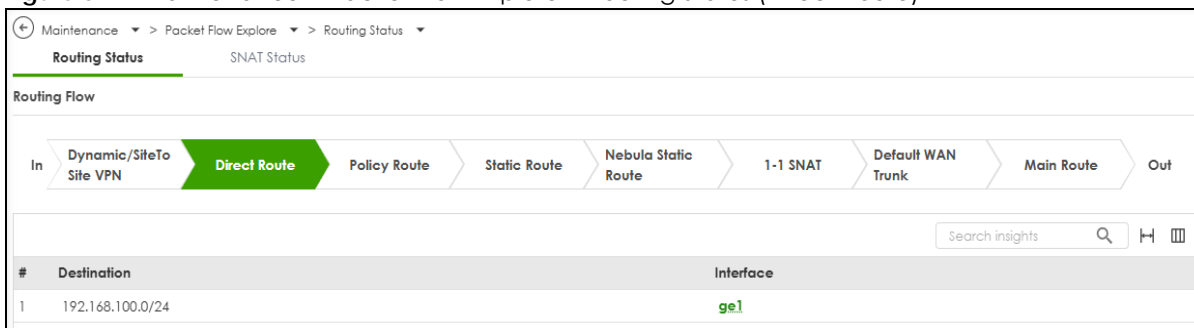 Maintenance > Packet Flow Explore > Routing Status
Routing Status SNAT Status
Routing Flow
In Dynamic/SiteTo Site VPN Direct Route Policy Route Static Route Nebula Static Route 1-1 SNAT Default WAN Trunk Main Route Out
Search insights
# Destination Interface
1 192.168.100.0/24 ge1